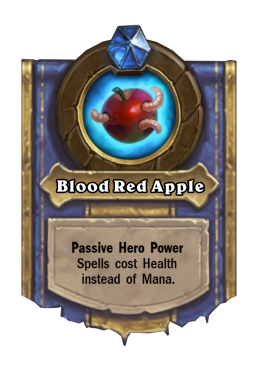 Blood Red Apple
Passive Hero Power
Spells cost Health
instead of Mana.